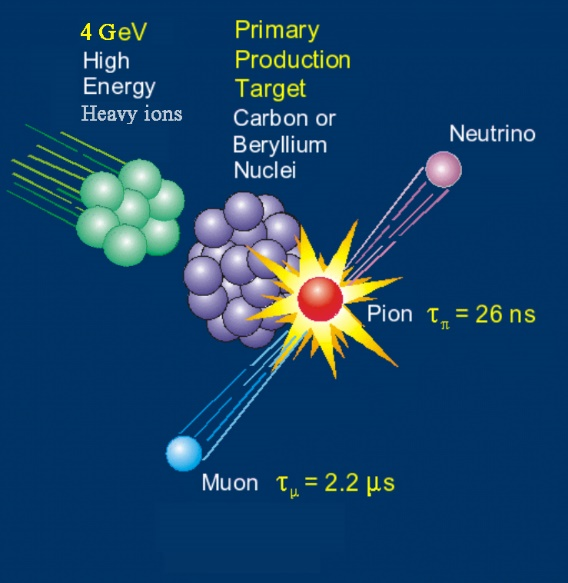 4 GeV
High
Energy
Heavy ions
Primary
Production
Target
Carbon or
Beryllium
Nuclei
Neutrino
Pion τπ = 26 ns
Muon τμ = 2.2 μs